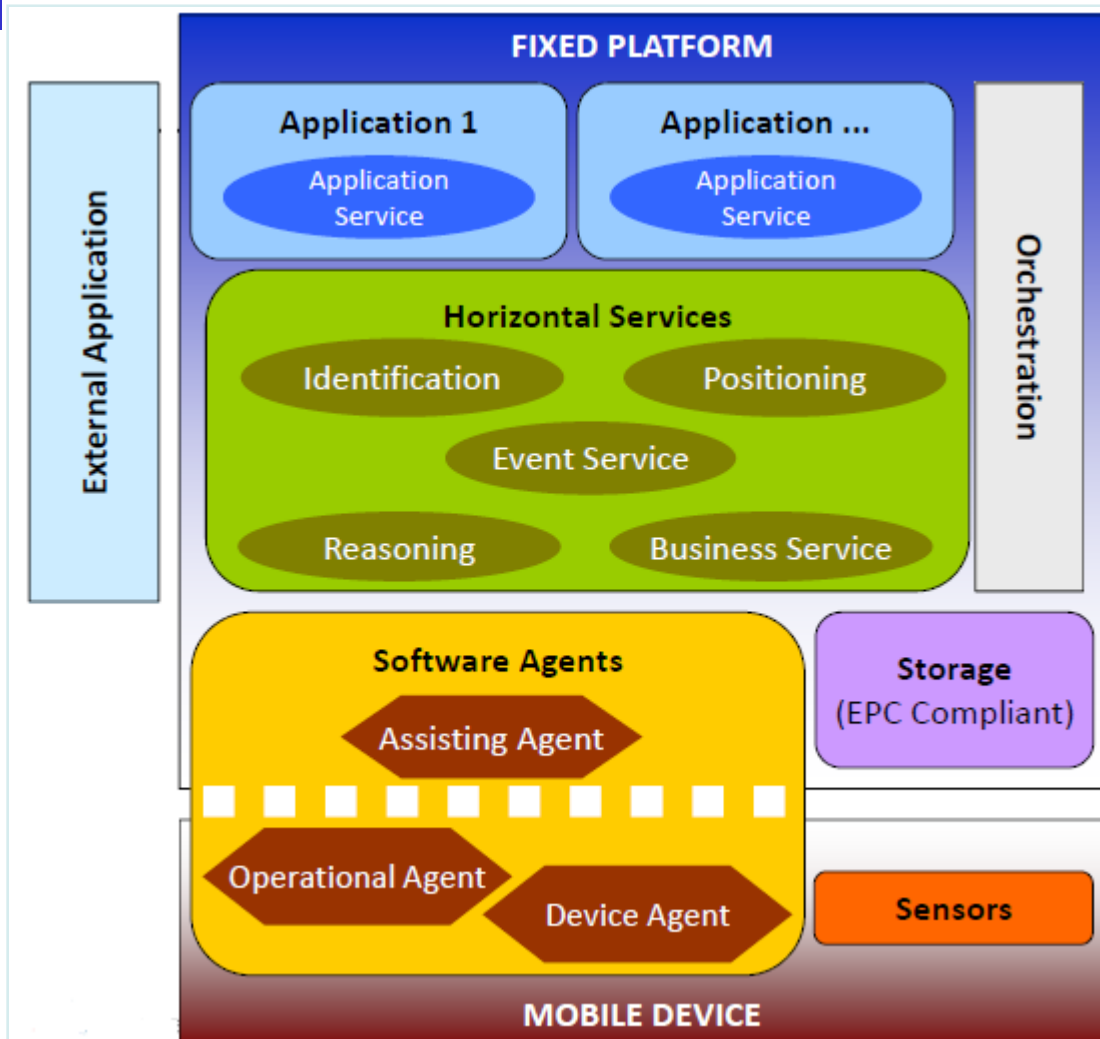 FIXED PLATFORM
External Application
Application 1
Application
Service
Application ...
Application
Service
Orchestration
Horizontal Services
Identification
Positioning
Event Service
Reasoning
Business Service
Software Agents
Assisting Agent
Storage
(EPC Compliant)
Operational Agent
Device Agent
Sensors
MOBILE DEVICE